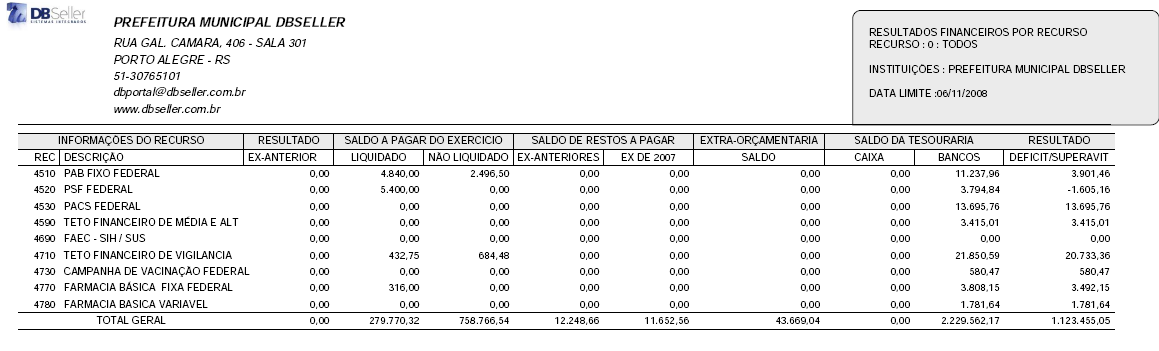 DBSeller
SISTEMAS INTEGRADOS
PREFEITURA MUNICIPAL DBSELLER
RUA GAL. CAMARA, 406 - SALA 301
PORTO ALEGRE - RS
51-30765101
dbportal@dbseller.com.br
www.dbseller.com.br
RESULTADOS FINANCEIROS POR RECURSO
RECURSO : 0 : TODOS
INSTITUIÇÕES : PREFEITURA MUNICIPAL DBSELLER
DATA LIMITE :06/11/2008
INFORMAÇÕES DO RECURSO RESULTADO SALDO A PAGAR DO EXERCICIO SALDO DE RESTOS A PAGAR EXTRA-ORÇAMENTARIA SALDO DA TESOURARIA RESULTADO
REC DESCRIÇÃO EX-ANTERIOR LIQUIDADO NÃO LIQUIDADO EX-ANTERIORES EX DE 2007 SALDO CAIXA BANCOS DEFICIT/SUPERAVIT
4510 PAB FIXO FEDERAL 0,00 4.840,00 2.496,50 0,00 0,00 0,00 0,00 11.237,96 3.901,46
4520 PSF FEDERAL 0,00 5.400,00 0,00 0,00 0,00 0,00 0,00 3.794,84 -1.605,16
4530 PACS FEDERAL 0,00 0,00 0,00 0,00 0,00 0,00 0,00 13.695,76 13.695,76
4590 TETO FINANCEIRO DE MÉDIA E ALT 0,00 0,00 0,00 0,00 0,00 0,00 0,00 3.415,01 3.415,01
4690 FAEC - SIH / SUS 0,00 0,00 0,00 0,00 0,00 0,00 0,00 0,00 0,00
4710 TETO FINANCEIRO DE VIGILANCIA 0,00 432,75 684,48 0,00 0,00 0,00 0,00 21.850,59 20.733,36
4730 CAMPANHA DE VACINAÇÃO FEDERAL 0,00 0,00 0,00 0,00 0,00 0,00 0,00 580,47 580,47
4770 FARMACIA BÁSICA FIXA FEDERAL 0,00 316,00 0,00 0,00 0,00 0,00 0,00 3.808,15 3.492,15
4780 FARMACIA BASICA VARIAVEL 0,00 0,00 0,00 0,00 0,00 0,00 0,00 1.781,64 1.781,64
TOTAL GERAL 0,00 279.770,32 758.766,54 12.248,66 11.652,56 43.669,04 0,00 2.229.562,17 1.123.455,05